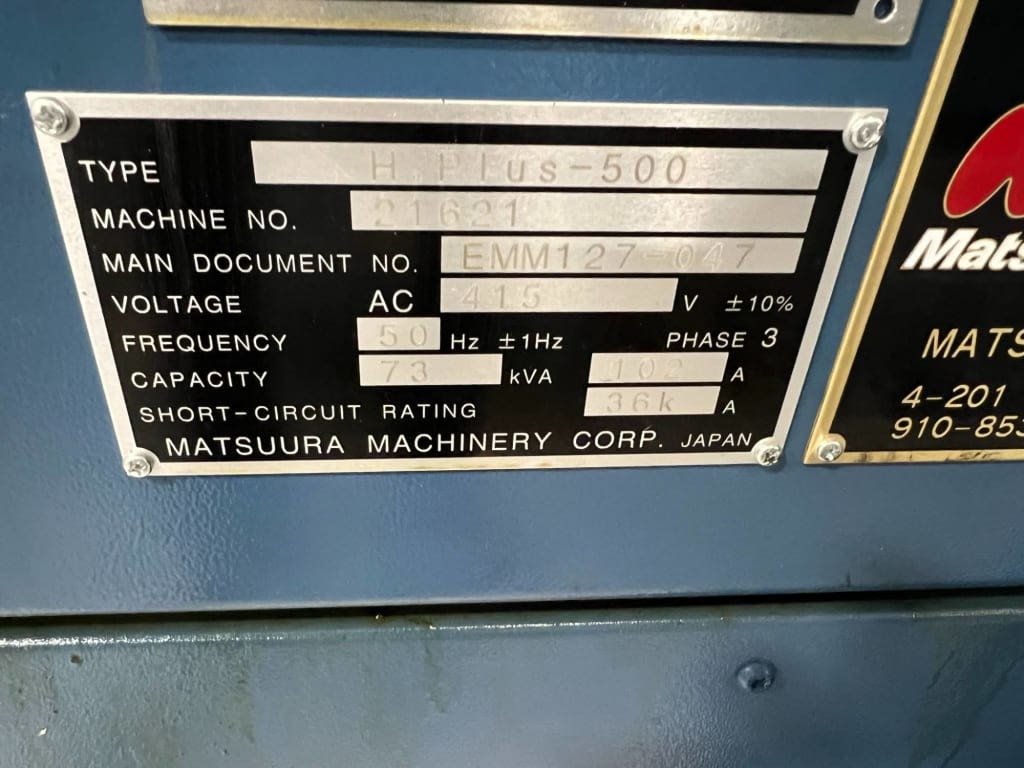 TYPE H.Plus-500
MACHINE NO. 21621
MAIN DOCUMENT NO. EMM127-047
VOLTAGE AC 415 V ±10%
FREQUENCY 50 Hz ±1Hz PHASE 3
CAPACITY 73 kVA 102 A
SHORT-CIRCUIT RATING 36k A
MATSUURA MACHINERY CORP. JAPAN
Mats
MATS
4-201
910-853